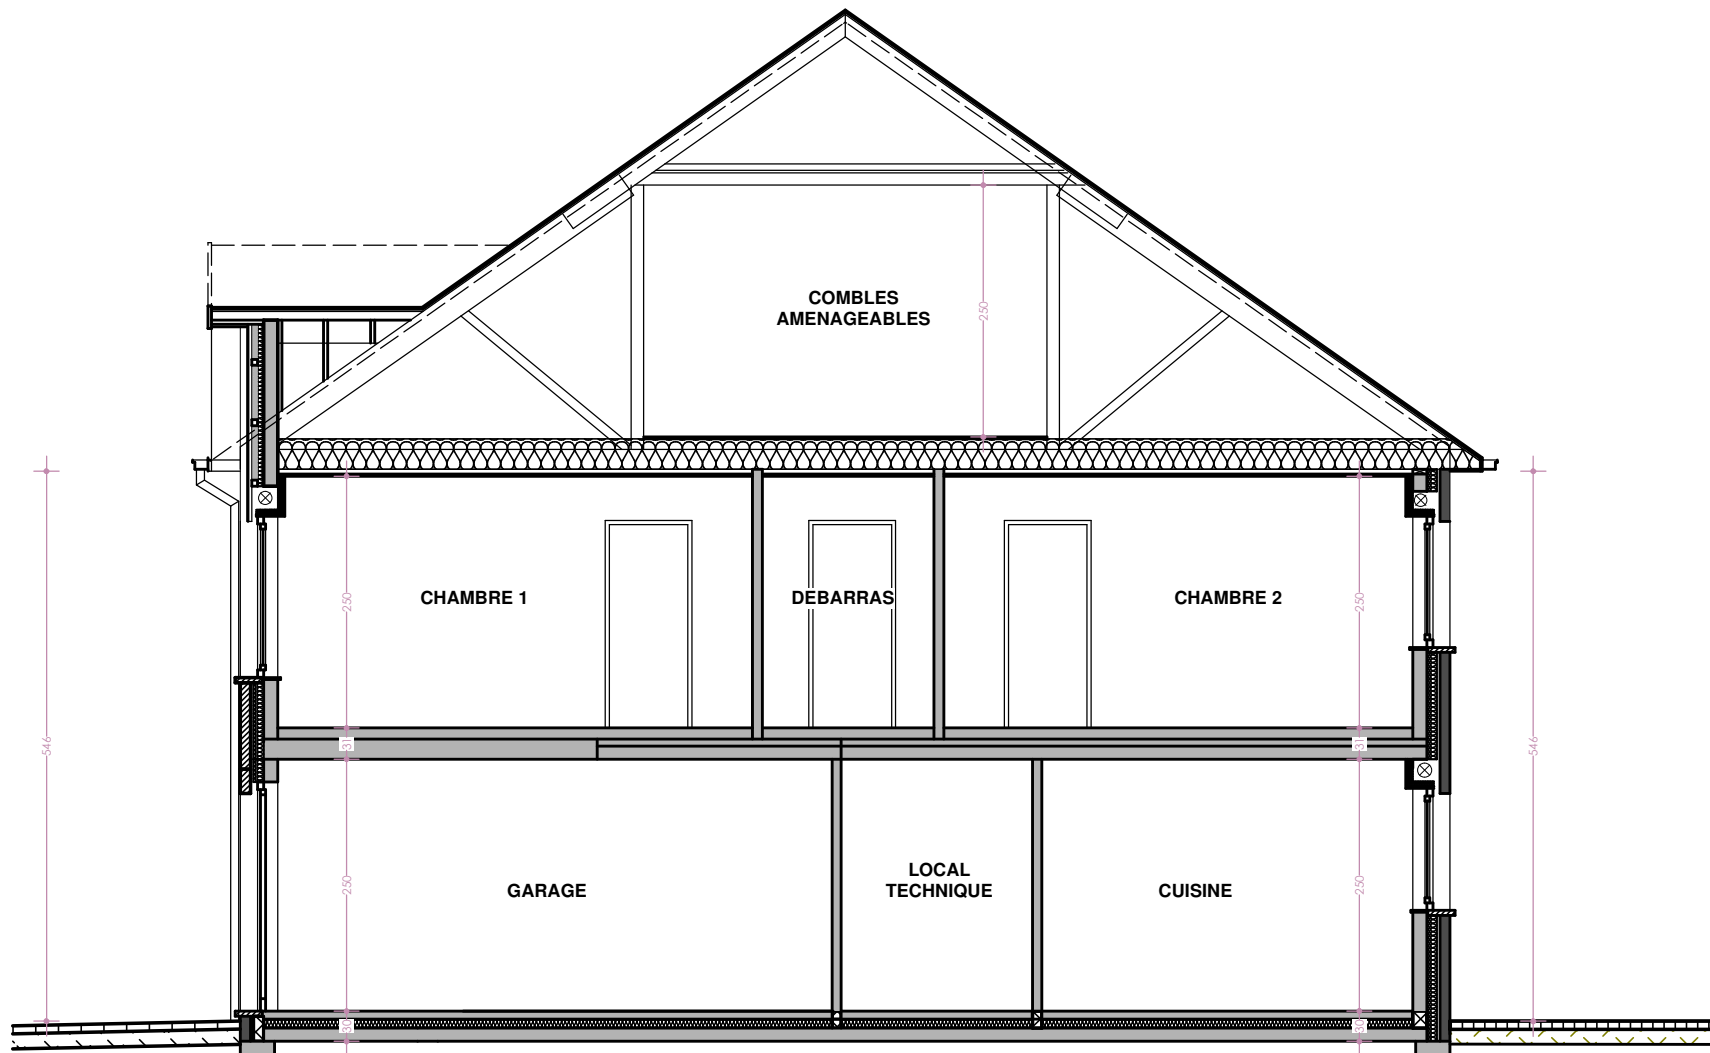 COMBLES
AMENAGEABLES
250
CHAMBRE 1
DEBARRAS
CHAMBRE 2
250
250
546
31
31
546
GARAGE
LOCAL
TECHNIQUE
CUISINE
250
250
30
30